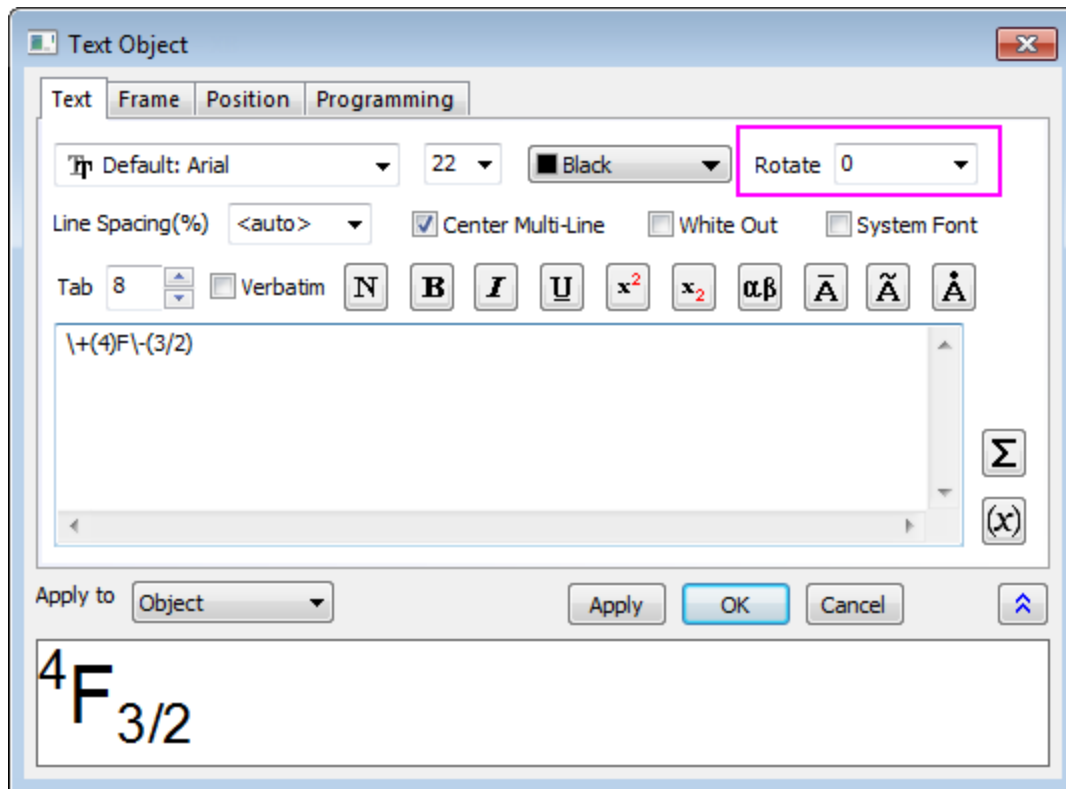 Text Object
Text Frame Position Programming
Default: Arial 22 Black Rotate 0
Line Spacing(%) <auto> Center Multi-Line White Out System Font
Tab 8 Verbatim N B I U x² x₂ αβ Ā Ã Ȧ
\+(4)F\-(3/2)
Σ
(x)
Apply to Object Apply OK Cancel
⁴F₃/₂